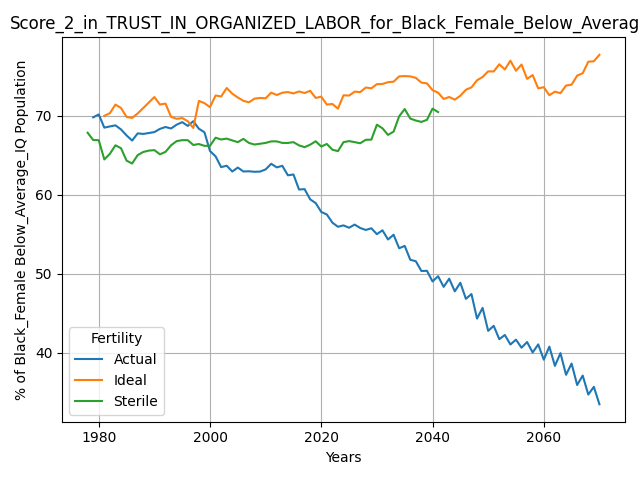 Score_2_in_TRUST_IN_ORGANIZED_LABOR_for_Black_Female_Below_Averag
% of Black_Female Below_Average_IQ Population
70
60
50
40
Fertility
Actual
Ideal
Sterile
1980 2000 2020 2040 2060
Years